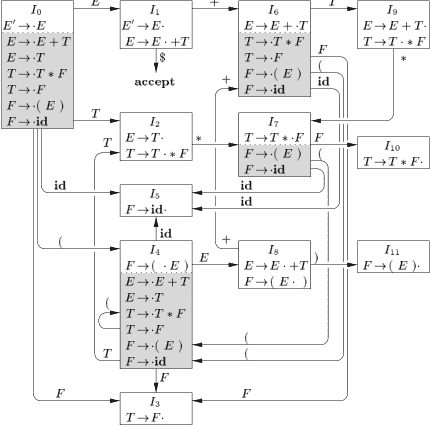 I₀
E′→·E
E→·E+T
E→·T
T→·T*F
T→·F
F→·( E )
F→·id
E
I₁
E′→E·
E→E·+T
$
accept
+
I₆
E→E+·T
T→·T*F
T→·F
F→·( E )
F→·id
T
I₉
E→E+T·
T→T·*F
*
F
(
id
+
T
I₂
E→T·
T→T·*F
T
*
I₇
T→T*·F
F→·( E )
F→·id
F
(
I₁₀
T→T*F·
id
I₅
F→id·
id
id
id
(
I₄
F→( ·E )
E→·E+T
E→·T
T→·T*F
T→·F
F→·( E )
F→·id
(
T
E
+
I₈
E→E·+T
F→( E· )
)
I₁₁
F→( E )·
(
(
F
F
I₃
T→F·
F